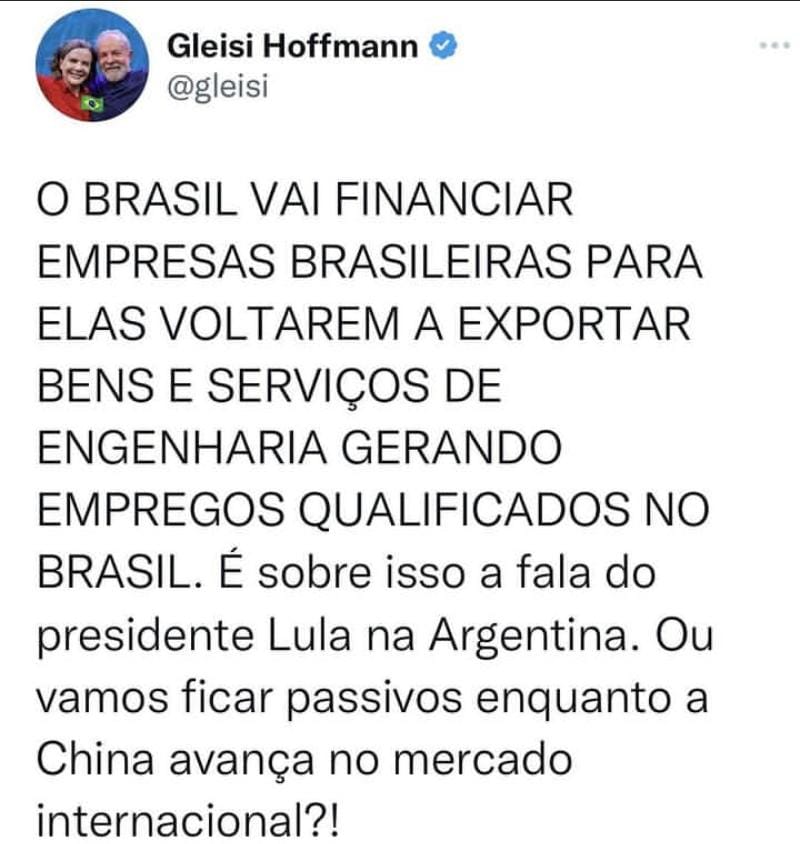 Gleisi Hoffmann
@gleisi
O BRASIL VAI FINANCIAR
EMPRESAS BRASILEIRAS PARA
ELAS VOLTAREM A EXPORTAR
BENS E SERVIÇOS DE
ENGENHARIA GERANDO
EMPREGOS QUALIFICADOS NO
BRASIL. É sobre isso a fala do
presidente Lula na Argentina. Ou
vamos ficar passivos enquanto a
China avança no mercado
internacional?!